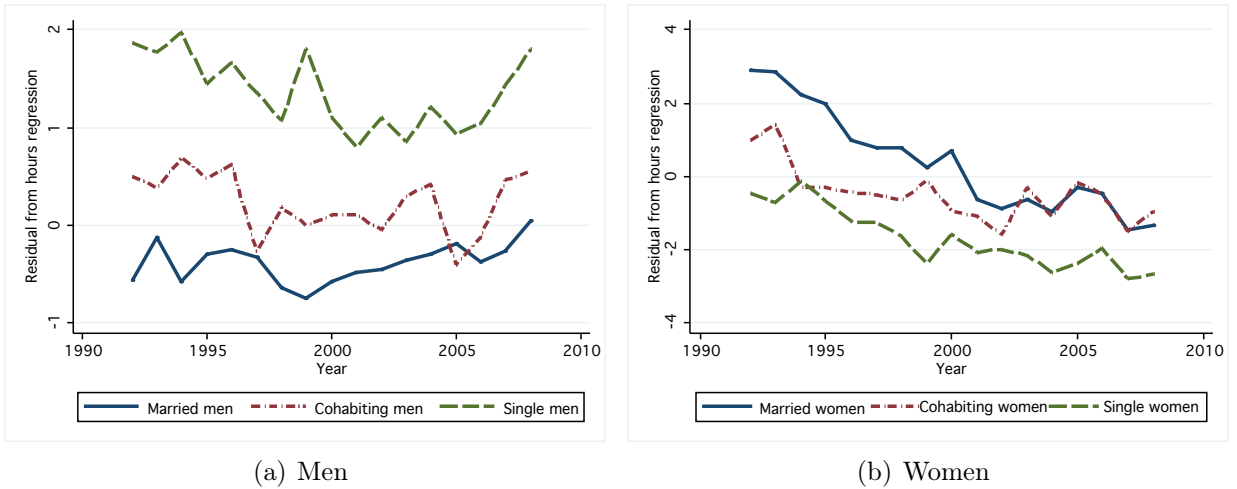 Residual from hours regression
2
1
0
-1
1990 1995 2000 2005 2010
Year
Married men Cohabiting men Single men
(a) Men
Residual from hours regression
4
2
0
-2
-4
1990 1995 2000 2005 2010
Year
Married women Cohabiting women Single women
(b) Women